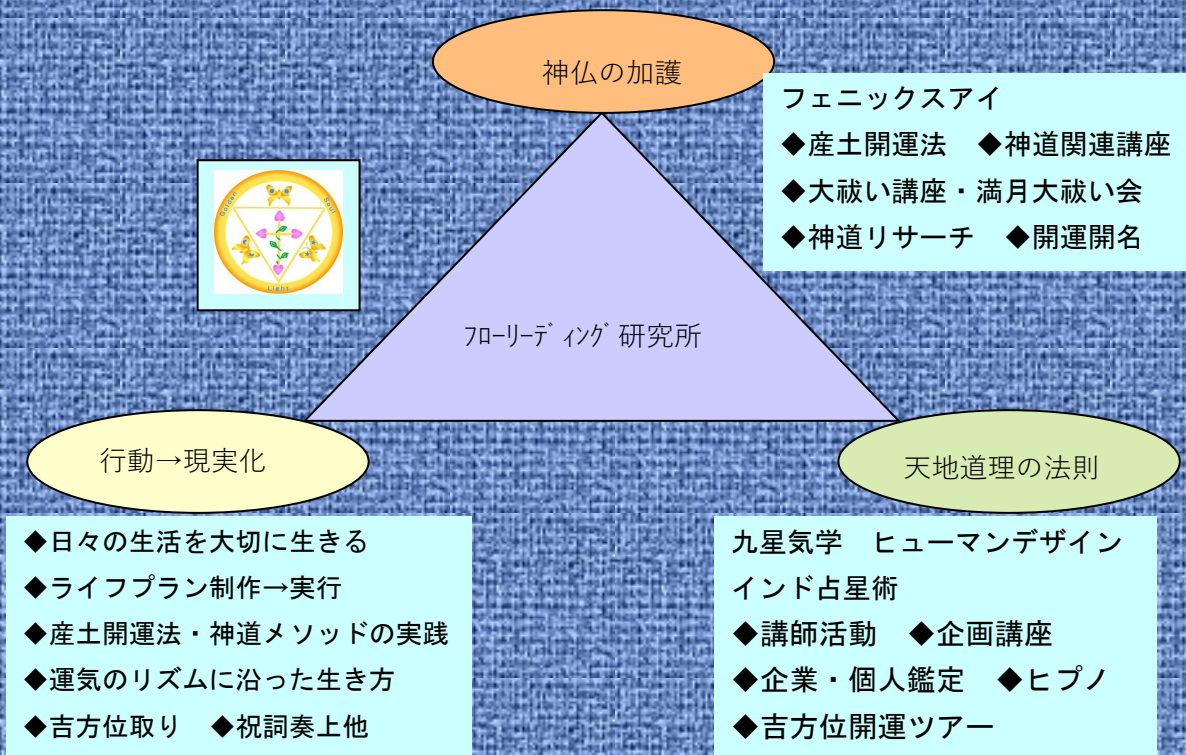 神仏の加護
フェニックスアイ
◆産土開運法　◆神道関連講座
◆大祓い講座・満月大祓い会
◆神道リサーチ　◆開運開名
Golden Soul
Light
ﾌﾛｰﾘｰﾃﾞｨﾝｸﾞ研究所
行動→現実化
天地道理の法則
◆日々の生活を大切に生きる
◆ライフプラン制作→実行
◆産土開運法・神道メソッドの実践
◆運気のリズムに沿った生き方
◆吉方位取り　◆祝詞奏上他
九星気学　ヒューマンデザイン
インド占星術
◆講師活動　◆企画講座
◆企業・個人鑑定　◆ヒプノ
◆吉方位開運ツアー